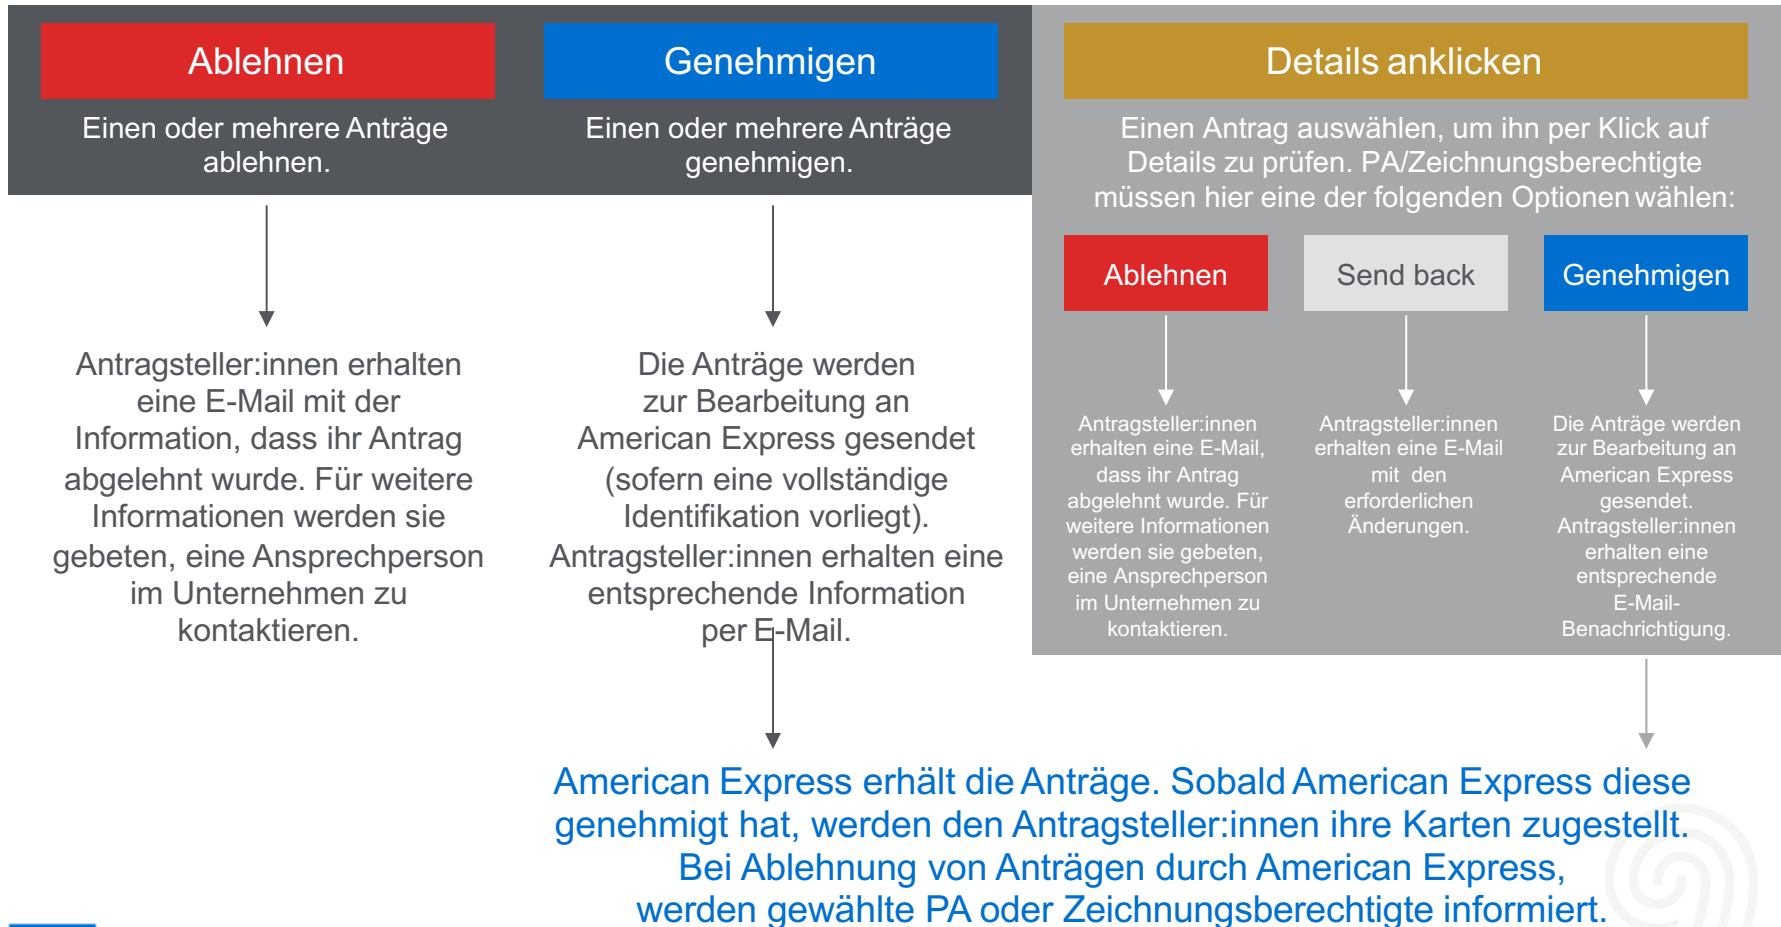 Ablehnen
Einen oder mehrere Anträge
ablehnen.
Genehmigen
Einen oder mehrere Anträge
genehmigen.
Details anklicken
Einen Antrag auswählen, um ihn per Klick auf
Details zu prüfen. PA/Zeichnungsberechtigte
müssen hier eine der folgenden Optionen wählen:
Antragsteller:innen erhalten
eine E-Mail mit der
Information, dass ihr Antrag
abgelehnt wurde. Für weitere
Informationen werden sie
gebeten, eine Ansprechperson
im Unternehmen zu
kontaktieren.
Die Anträge werden
zur Bearbeitung an
American Express gesendet
(sofern eine vollständige
Identifikation vorliegt).
Antragsteller:innen erhalten eine
entsprechende Information
per E-Mail.
Ablehnen
Antragsteller:innen
erhalten eine E-Mail,
dass ihr Antrag
abgelehnt wurde. Für
weitere Informationen
werden sie gebeten,
eine Ansprechperson
im Unternehmen zu
kontaktieren.
Send back
Antragsteller:innen
erhalten eine E-Mail
mit den
erforderlichen
Änderungen.
Genehmigen
Die Anträge werden
zur Bearbeitung an
American Express
gesendet.
Antragsteller:innen
erhalten eine
entsprechende
E-Mail-
Benachrichtigung.
American Express erhält die Anträge. Sobald American Express diese
genehmigt hat, werden den Antragsteller:innen ihre Karten zugestellt.
Bei Ablehnung von Anträgen durch American Express,
werden gewählte PA oder Zeichnungsberechtigte informiert.